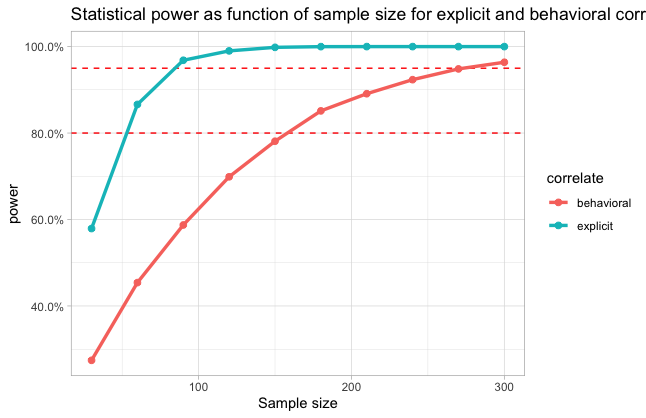 Statistical power as function of sample size for explicit and behavioral corr
100.0%
80.0%
60.0%
40.0%
power
100
200
300
Sample size
correlate
behavioral
explicit